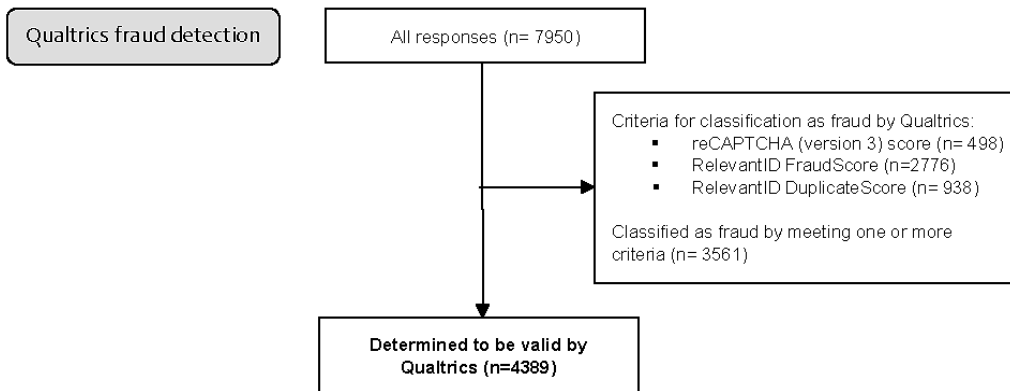 Qualtrics fraud detection
All responses (n= 7950)
Criteria for classification as fraud by Qualtrics:
▪ reCAPTCHA (version 3) score (n= 498)
▪ RelevantID FraudScore (n=2776)
▪ RelevantID DuplicateScore (n= 938)
Classified as fraud by meeting one or more
criteria (n= 3561)
Determined to be valid by
Qualtrics (n=4389)